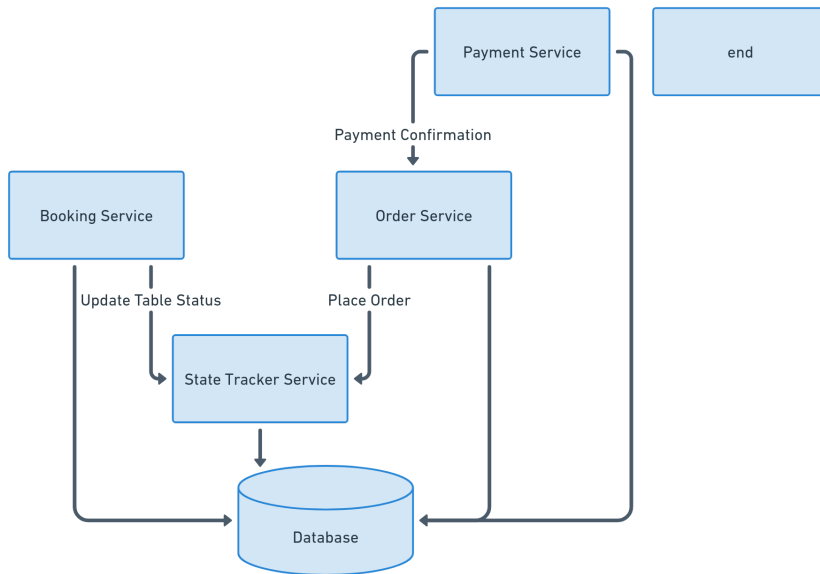 Payment Service
end
Payment Confirmation
Booking Service
Order Service
Update Table Status
Place Order
State Tracker Service
Database